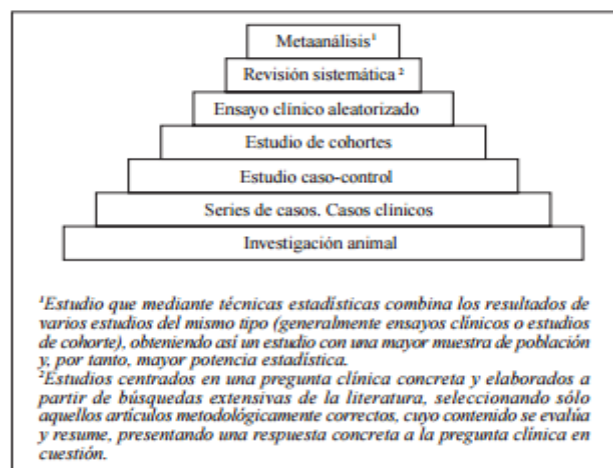 Metaanálisis¹
Revisión sistemática ²
Ensayo clínico aleatorizado
Estudio de cohortes
Estudio caso-control
Series de casos. Casos clínicos
Investigación animal
¹Estudio que mediante técnicas estadísticas combina los resultados de
varios estudios del mismo tipo (generalmente ensayos clínicos o estudios
de cohorte), obteniendo así un estudio con una mayor muestra de población
y, por tanto, mayor potencia estadística.
²Estudios centrados en una pregunta clínica concreta y elaborados a
partir de búsquedas extensivas de la literatura, seleccionando sólo
aquellos artículos metodológicamente correctos, cuyo contenido se evalúa
y resume, presentando una respuesta concreta a la pregunta clínica en
cuestión.